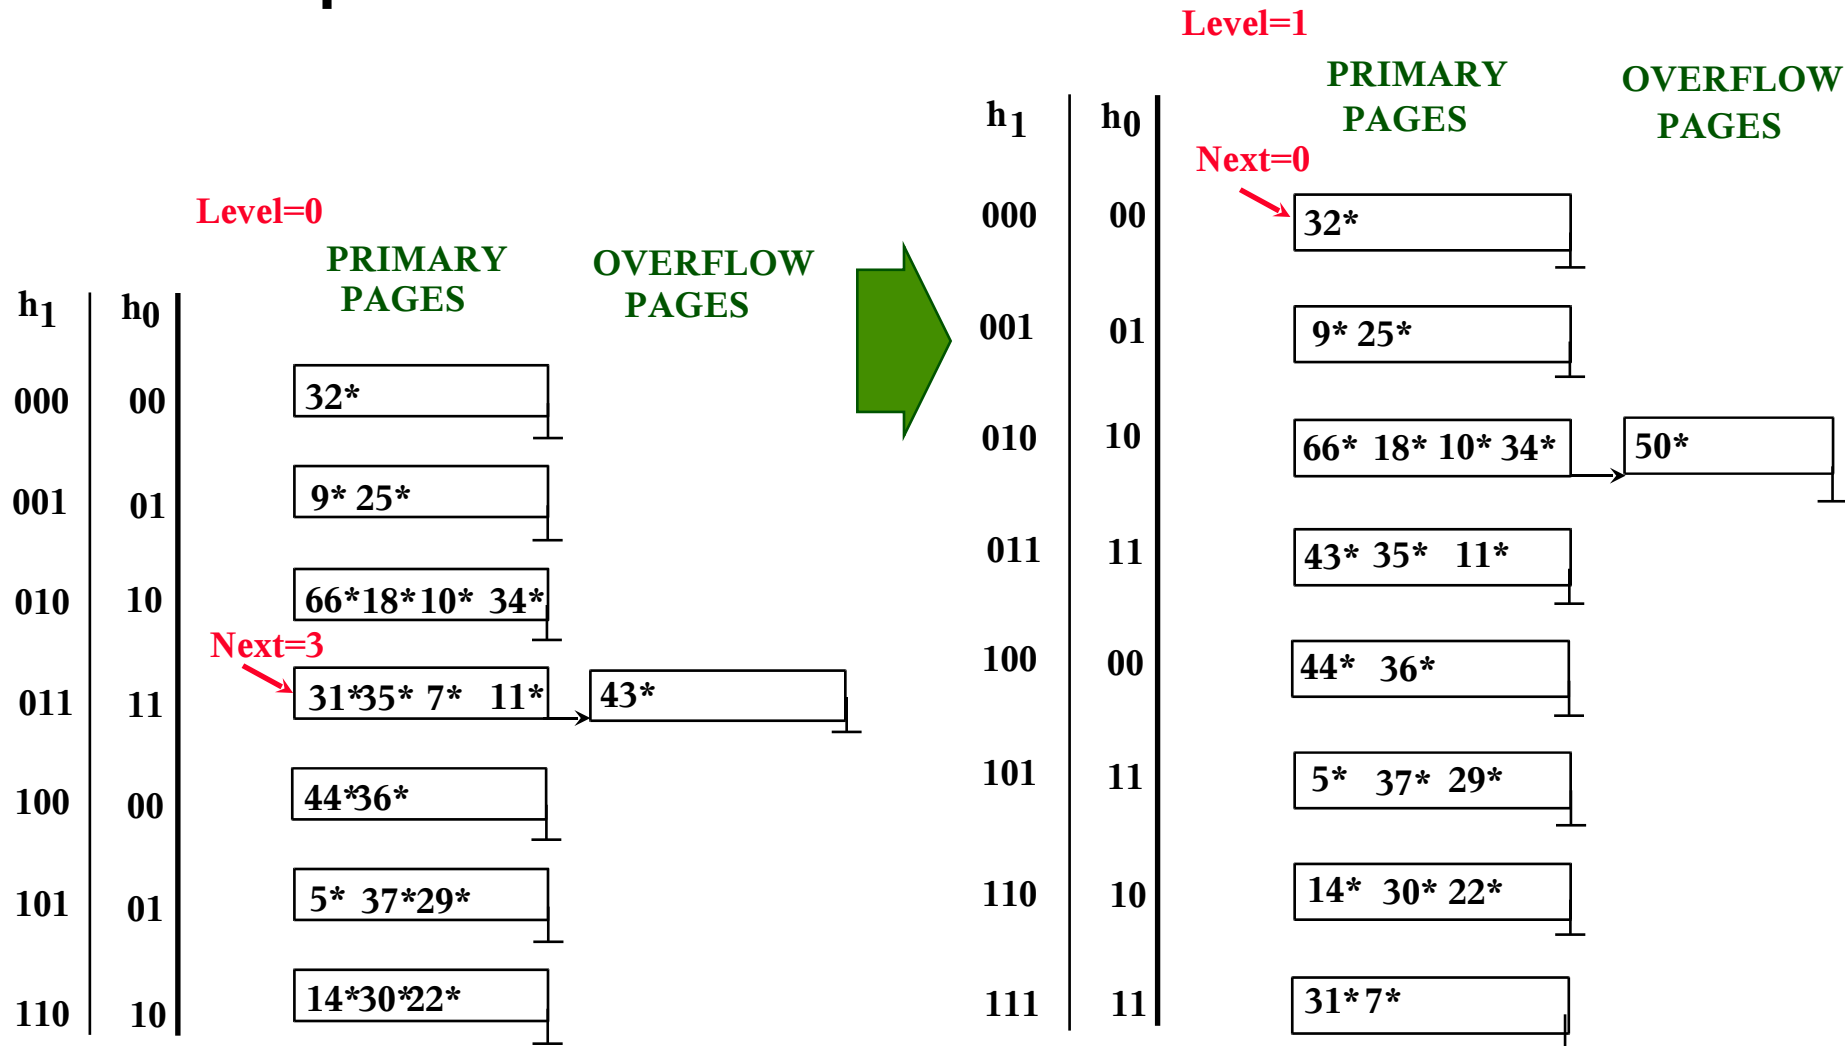 Level=0
PRIMARY PAGES OVERFLOW PAGES
h1 h0
000 00 32*
001 01 9* 25*
010 10 66* 18* 10* 34*
Next=3
011 11 31* 35* 7* 11* 43*
100 00 44* 36*
101 01 5* 37* 29*
110 10 14* 30* 22*
Level=1
PRIMARY PAGES OVERFLOW PAGES
h1 h0
Next=0
000 00 32*
001 01 9* 25*
010 10 66* 18* 10* 34* 50*
011 11 43* 35* 11*
100 00 44* 36*
101 11 5* 37* 29*
110 10 14* 30* 22*
111 11 31* 7*